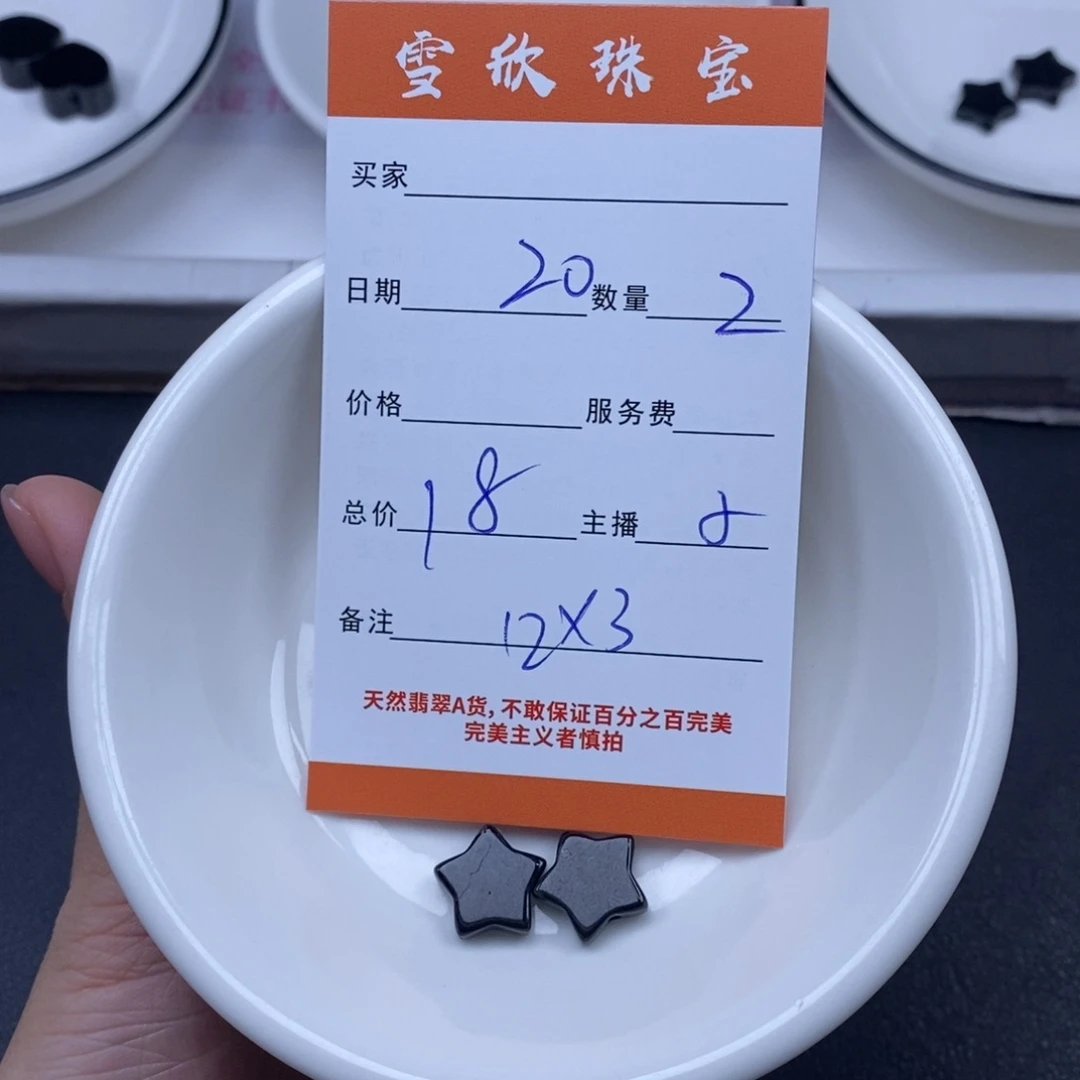 雪欣珠宝
买家
日期 20 数量 2
价格 服务费
总价 18 主播
备注 12X3
天然翡翠A货,不敢保证百分之百完美
完美主义者慎拍